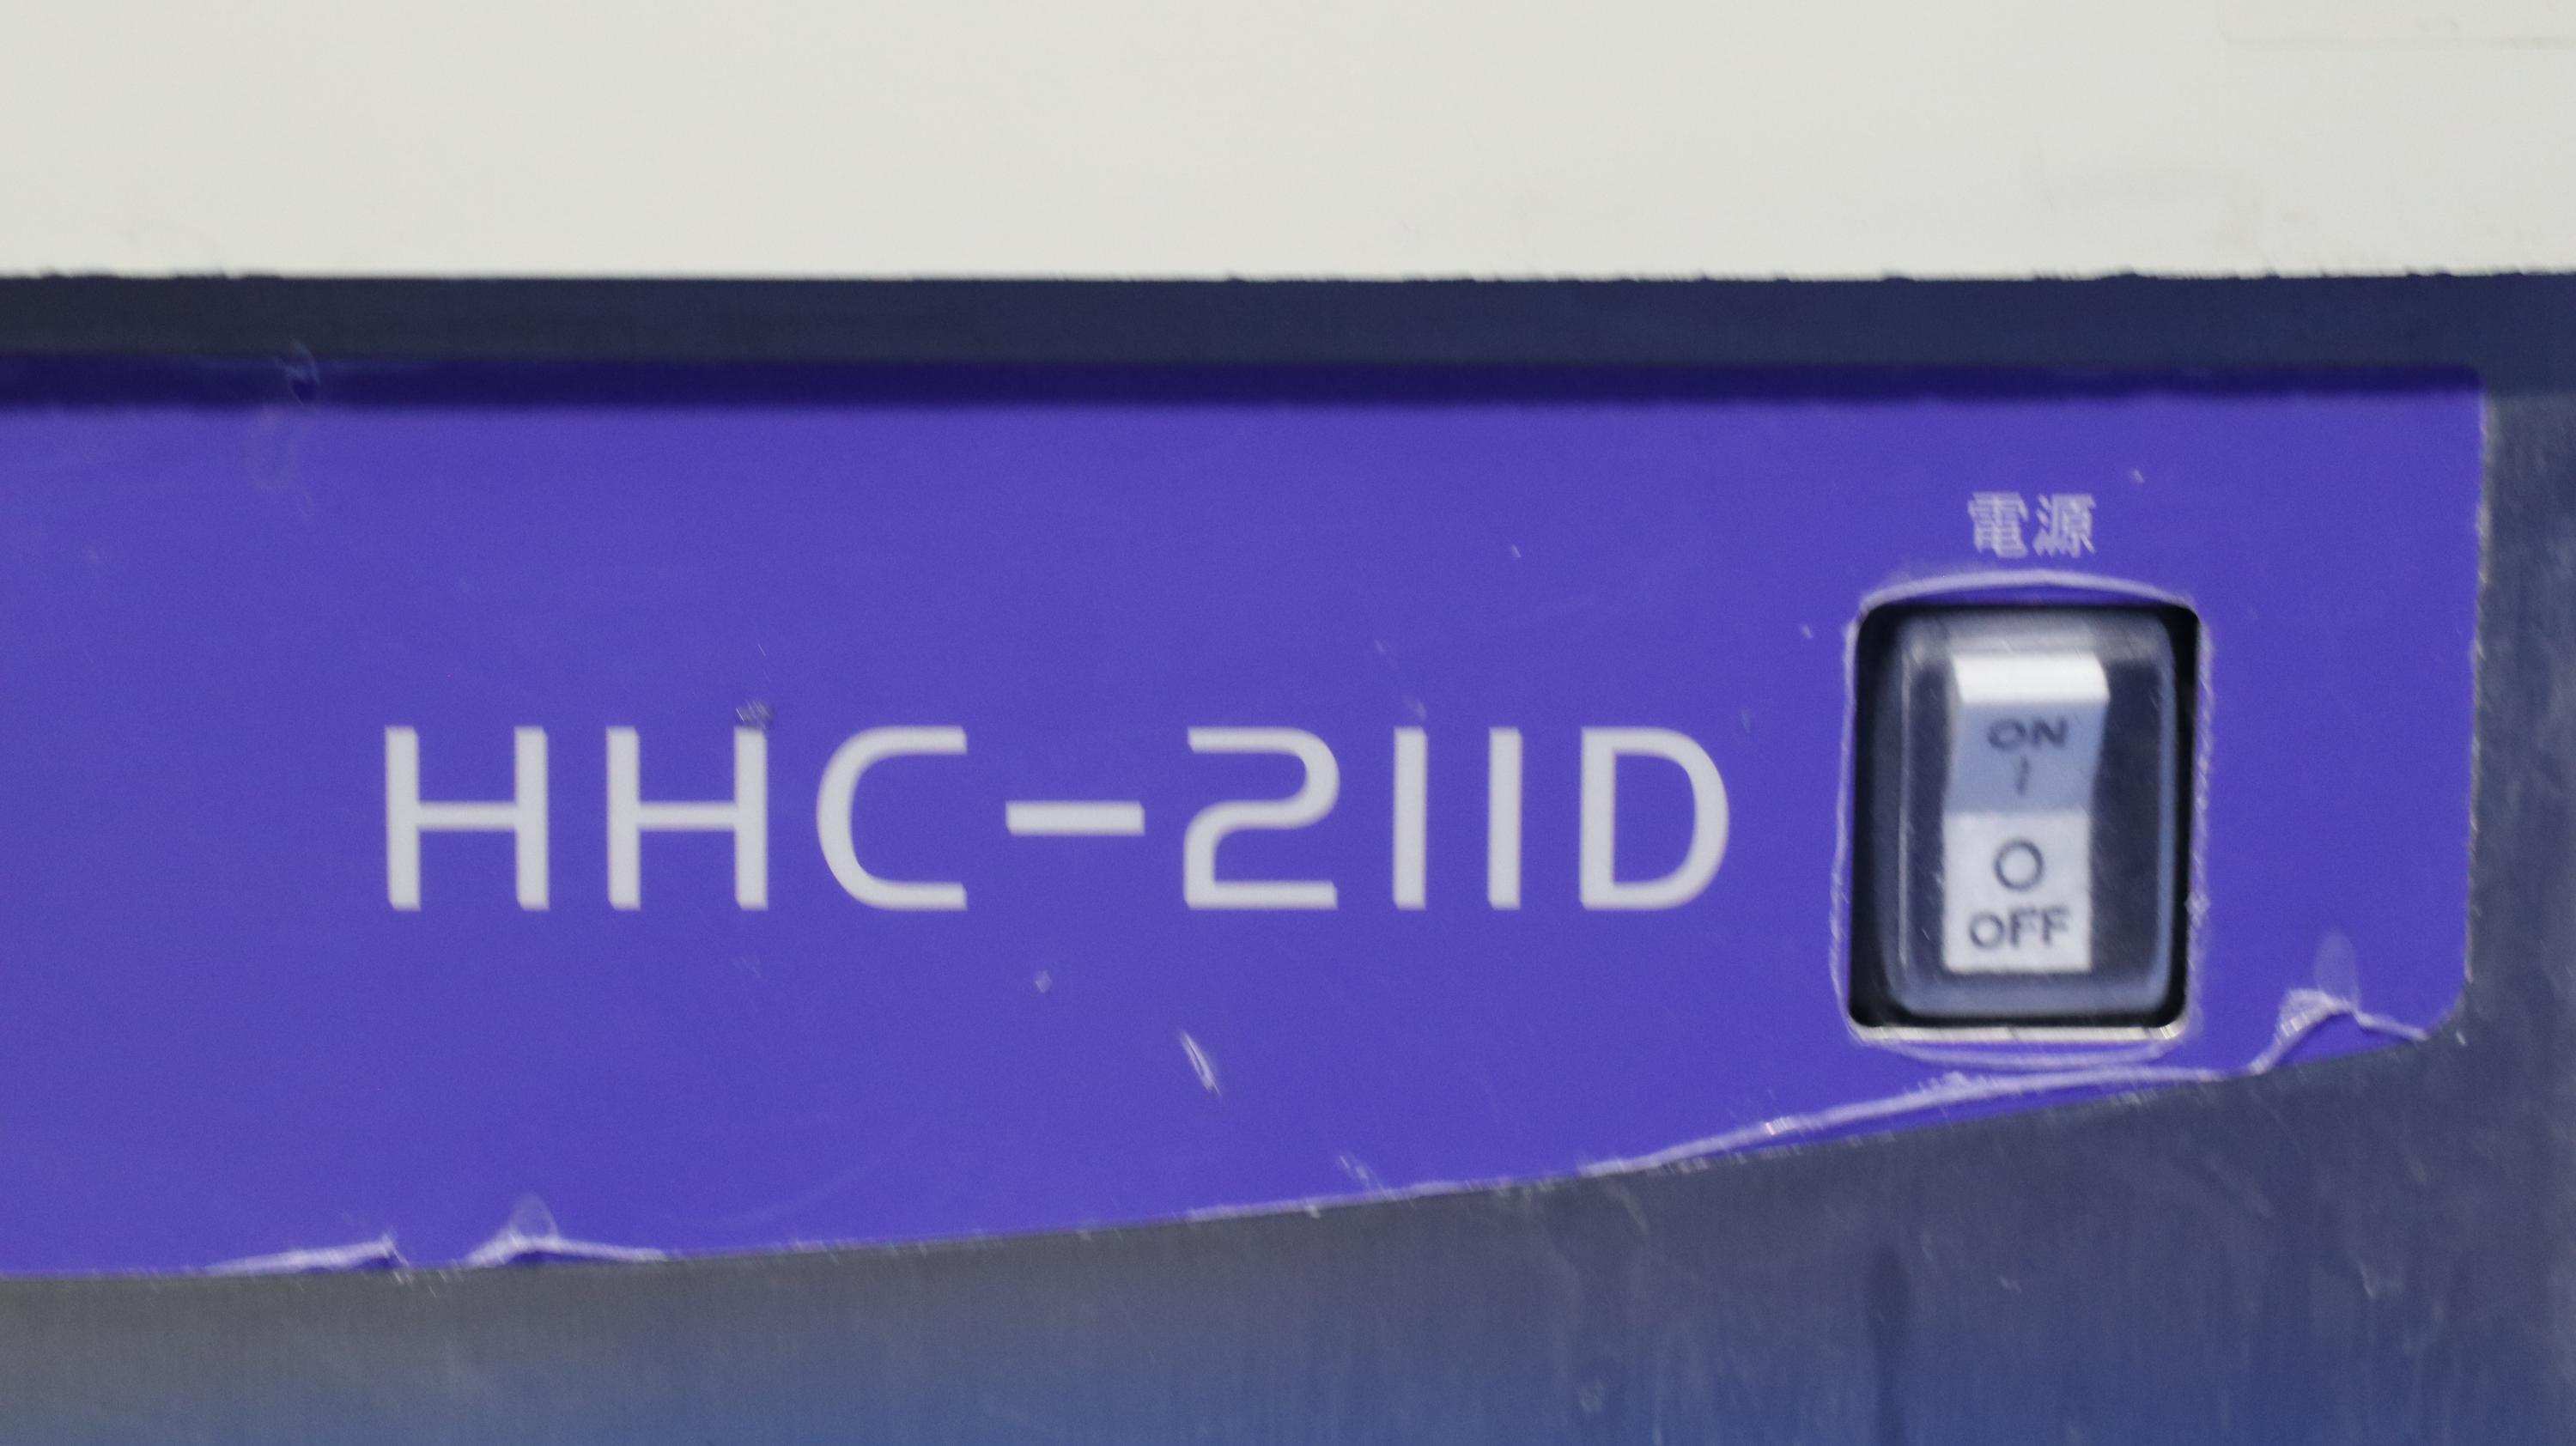 電源
HHC-211D
ON
|
O
OFF